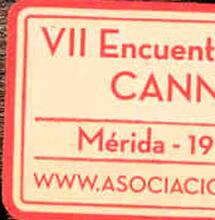 VII Encuent
CANN
Mérida - 19
WWW.ASOCIACIO